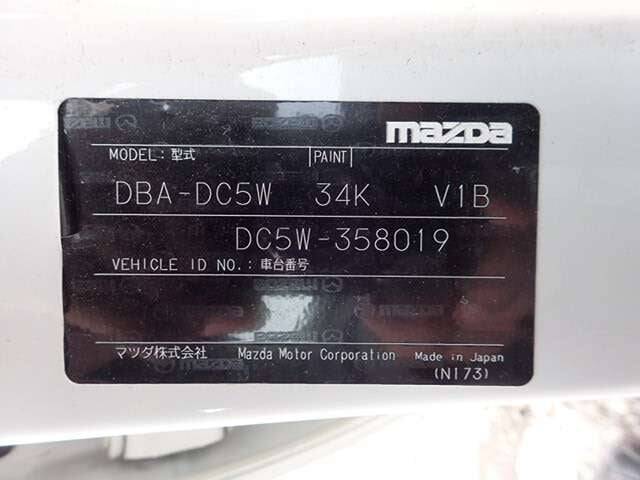 mazda
MODEL: 型式 PAINT
DBA-DC5W 34K V1B
DC5W-358019
VEHICLE ID NO.: 車台番号
マツダ株式会社 Mazda Motor Corporation Made in Japan
(N173)